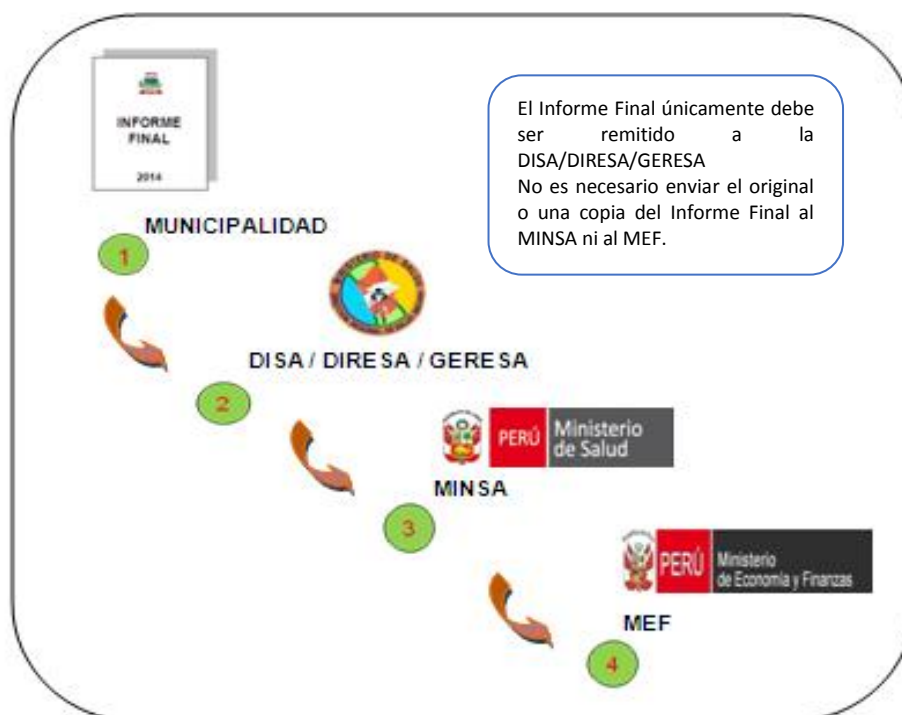 INFORME
FINAL
2014
El Informe Final únicamente debe
ser remitido a la
DISA/DIRESA/GERESA
No es necesario enviar el original
o una copia del Informe Final al
MINSA ni al MEF.
MUNICIPALIDAD
1
DISA / DIRESA / GERESA
2
PERÚ Ministerio
de Salud
MINSA
3
PERÚ Ministerio
de Economía y Finanzas
MEF
4